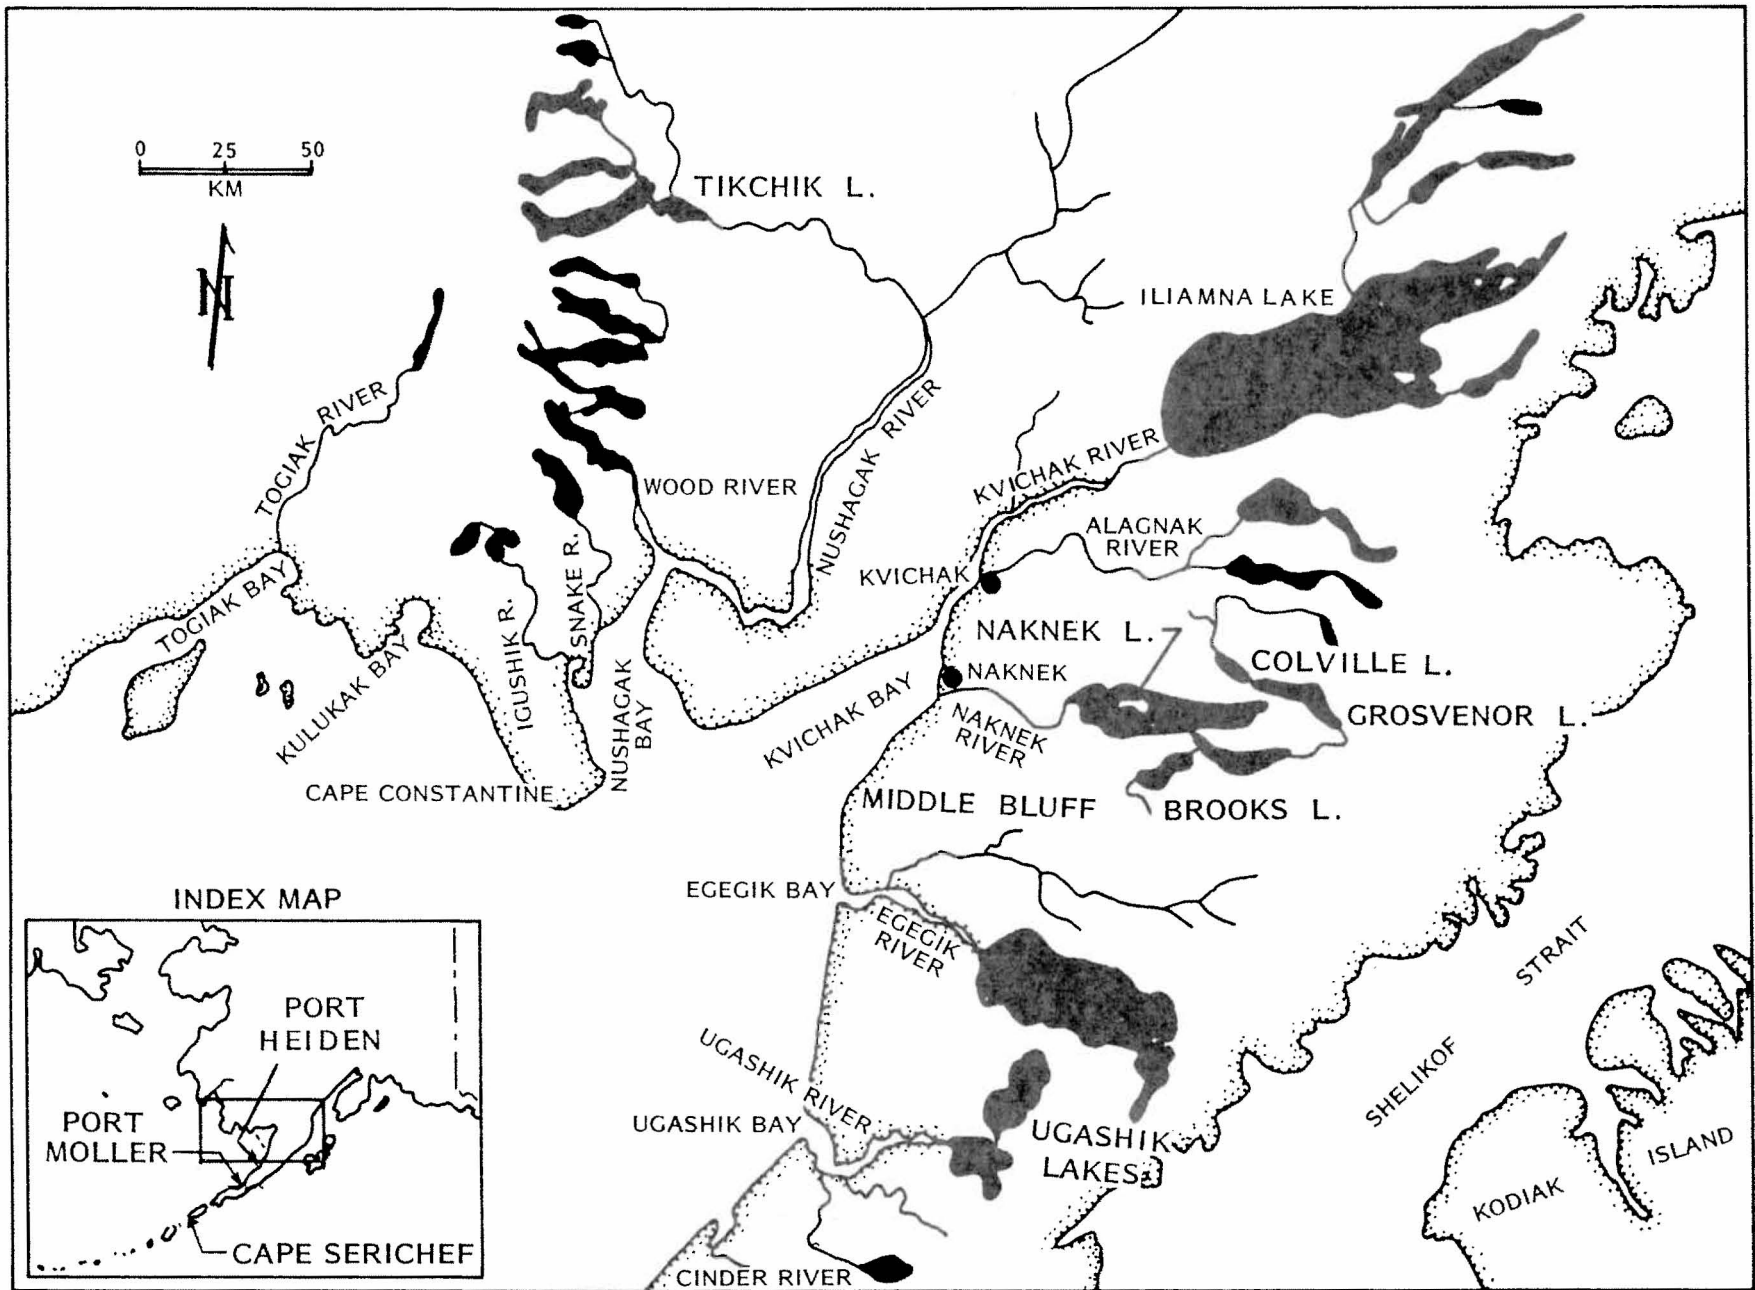 0 25 50
KM
N
TIKCHIK L.
ILIAMNA LAKE
TOGIAK RIVER
WOOD RIVER
NUSHAGAK RIVER
KVICHAK RIVER
ALAGNAK
RIVER
KVICHAK
TOGIAK BAY
SNAKE R.
IGUSHIK R.
NAKNEK L.
NAKNEK
COLVILLE L.
KULUKAK BAY
NUSHAGAK
BAY
KVICHAK BAY
NAKNEK
RIVER
GROSVENOR L.
CAPE CONSTANTINE
MIDDLE BLUFF
BROOKS L.
EGEGIK BAY
EGEGIK
RIVER
SHELIKOF STRAIT
UGASHIK RIVER
UGASHIK BAY
UGASHIK
LAKES
KODIAK ISLAND
CINDER RIVER
INDEX MAP
PORT
HEIDEN
PORT
MOLLER
CAPE SERICHEF